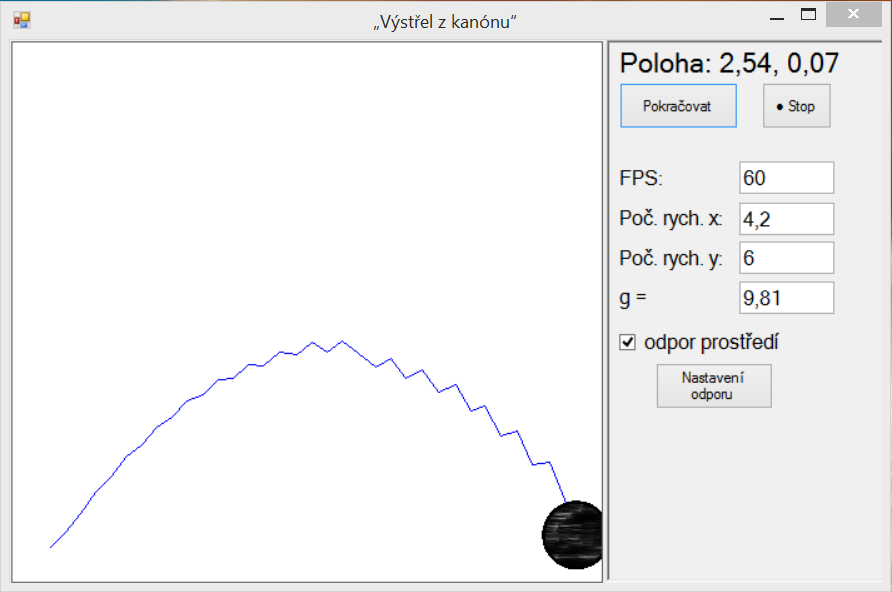 „Výstřel z kanónu“
Poloha: 2,54, 0,07
Pokračovat
● Stop
FPS:
60
Poč. rych. x:
4,2
Poč. rych. y:
6
g =
9,81
odpor prostředí
Nastavení
odporu